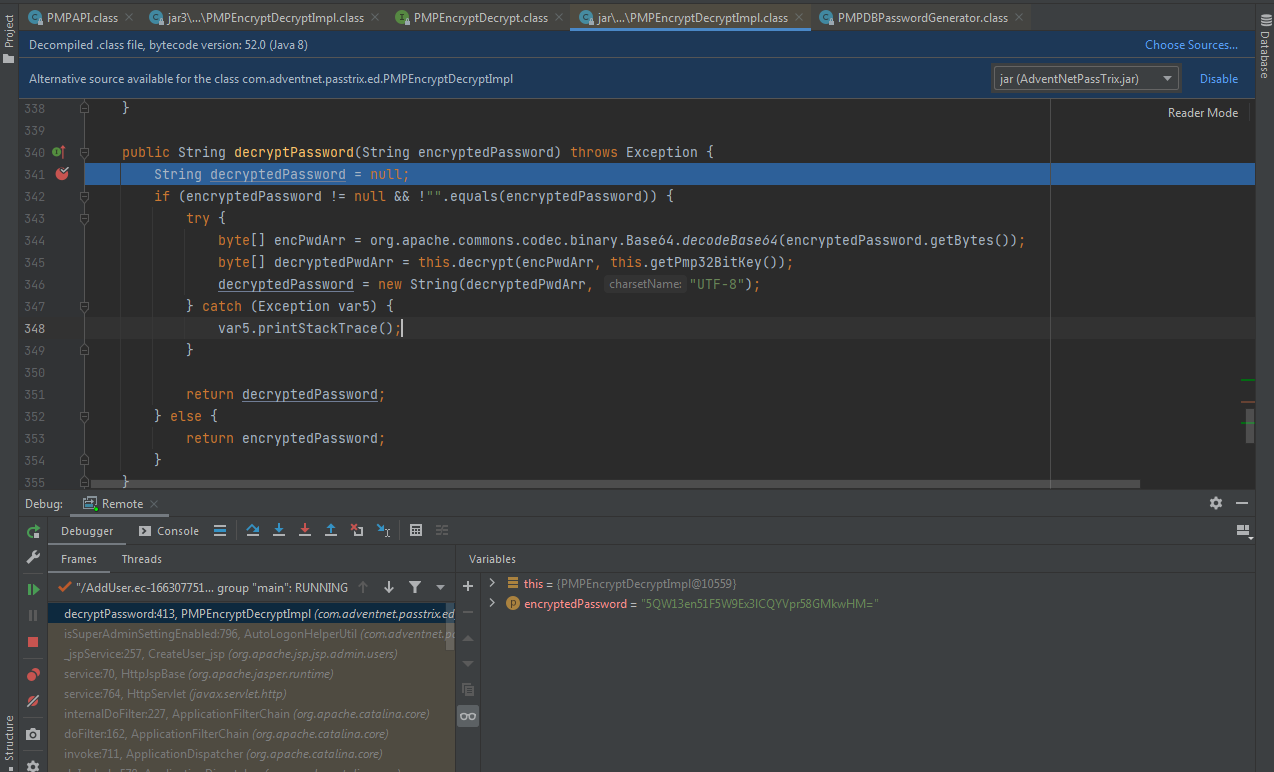 PMPAPI.class
jar3\...\PMPEncryptDecryptImpl.class
PMPEncryptDecrypt.class
jar\...\PMPEncryptDecryptImpl.class
PMPDBPasswordGenerator.class
Project
Database
Decompiled .class file, bytecode version: 52.0 (Java 8) Choose Sources...
Alternative source available for the class com.adventnet.passtrix.ed.PMPEncryptDecryptImpl jar (AdventNetPassTrix.jar) Disable
Reader Mode
338 }
339
340 public String decryptPassword(String encryptedPassword) throws Exception {
341 String decryptedPassword = null;
342 if (encryptedPassword != null && !"".equals(encryptedPassword)) {
343 try {
344 byte[] encPwdArr = org.apache.commons.codec.binary.Base64.decodeBase64(encryptedPassword.getBytes());
345 byte[] decryptedPwdArr = this.decrypt(encPwdArr, this.getPmp32BitKey());
346 decryptedPassword = new String(decryptedPwdArr, charsetName: "UTF-8");
347 } catch (Exception var5) {
348 var5.printStackTrace();
349 }
350
351 return decryptedPassword;
352 } else {
353 return encryptedPassword;
354 }
355 }
Debug: Remote
Debugger Console
Frames Threads Variables
"/AddUser.ec-166307751... group "main": RUNNING
decryptPassword:413, PMPEncryptDecryptImpl (com.adventnet.passtrix.ed
isSuperAdminSettingEnabled:796, AutoLogonHelperUtil (com.adventnet.pa
_jspService:257, CreateUser_jsp (org.apache.jsp.jsp.admin.users)
service:70, HttpJspBase (org.apache.jasper.runtime)
service:764, HttpServlet (javax.servlet.http)
internalDoFilter:227, ApplicationFilterChain (org.apache.catalina.core)
doFilter:162, ApplicationFilterChain (org.apache.catalina.core)
invoke:711, ApplicationDispatcher (org.apache.catalina.core)
this = {PMPEncryptDecryptImpl@10559}
encryptedPassword = "5QW13en51F5W9Ex3ICQYVpr58GMkwHM="
Structure